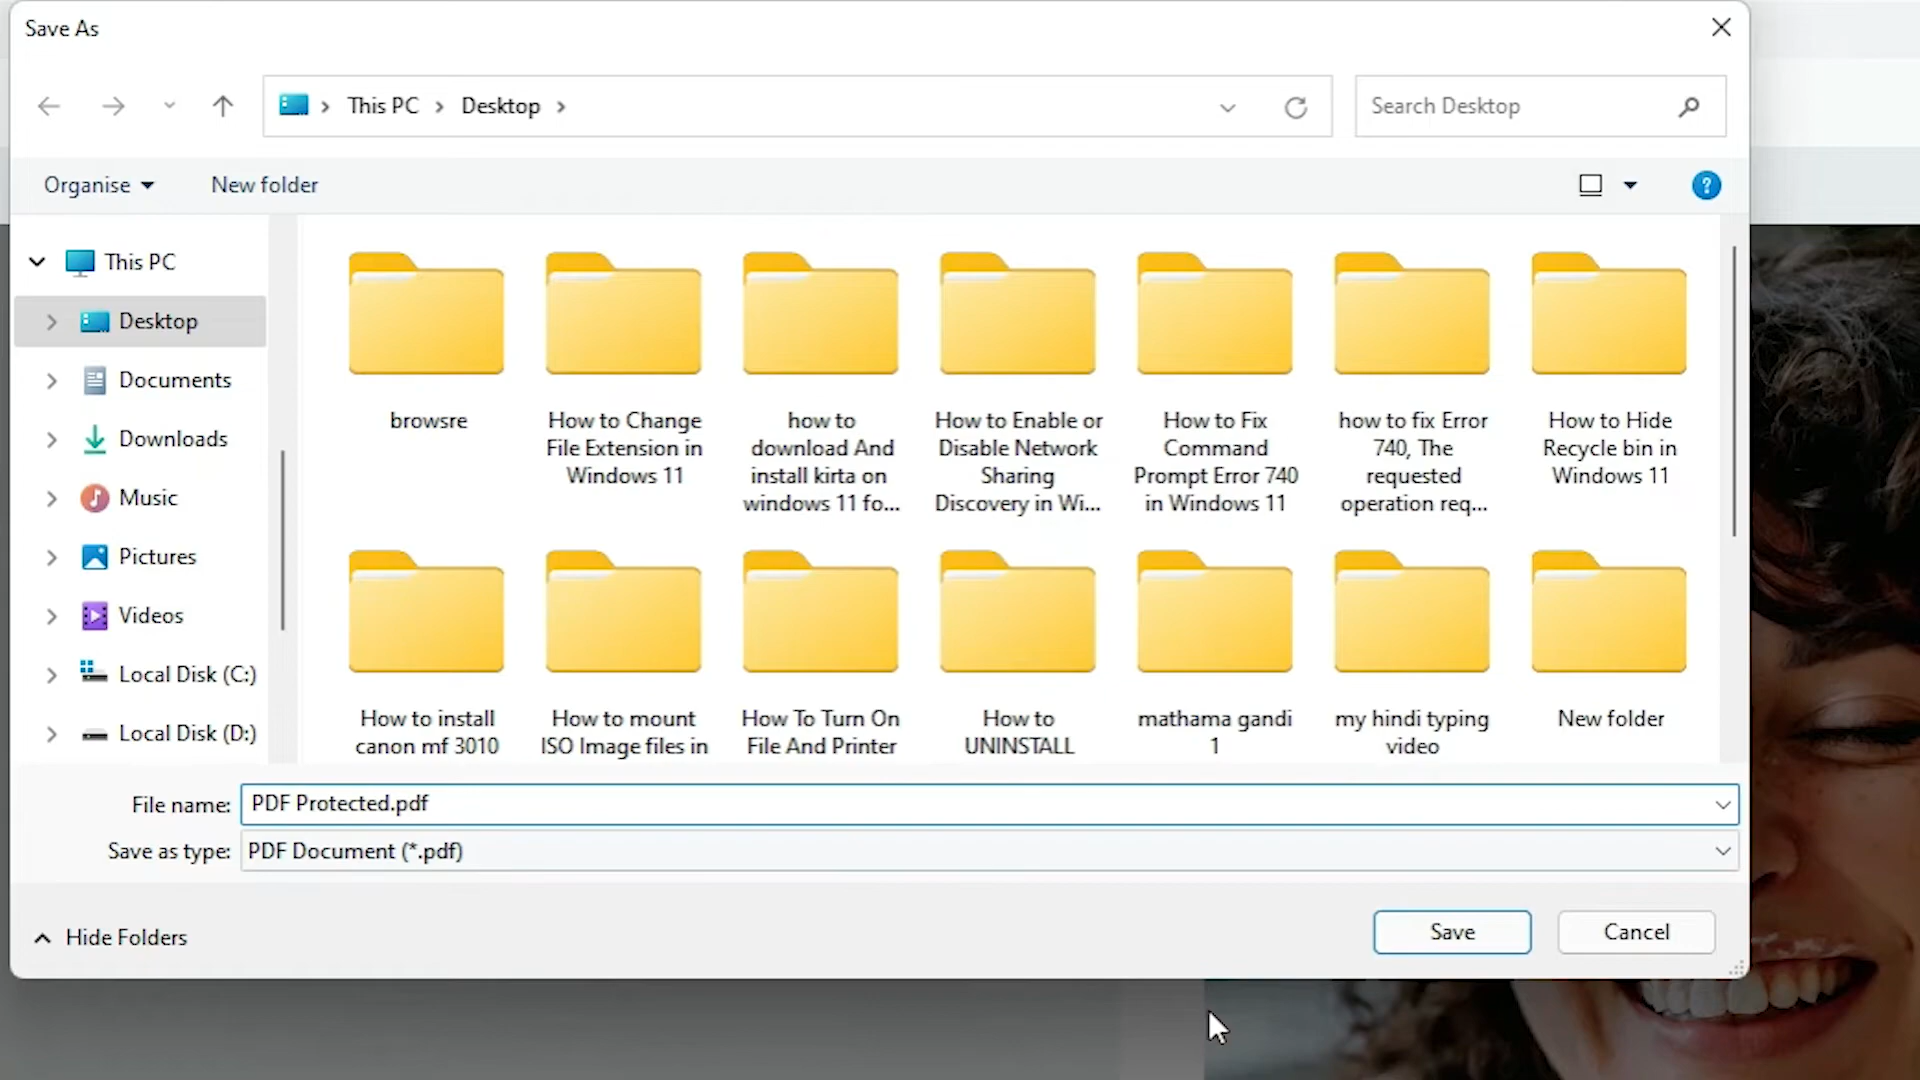 Save As
This PC
Desktop
Search Desktop
Organise
New folder
?
This PC
Desktop
Documents
Downloads
Music
Pictures
Videos
Local Disk (C:)
Local Disk (D:)
browsre
How to Change
File Extension in
Windows 11
how to
download And
install kirta on
windows 11 fo...
How to Enable or
Disable Network
Sharing
Discovery in Wi...
How to Fix
Command
Prompt Error 740
in Windows 11
how to fix Error
740, The
requested
operation req...
How to Hide
Recycle bin in
Windows 11
How to install
canon mf 3010
How to mount
ISO Image files in
How To Turn On
File And Printer
How to
UNINSTALL
mathama gandi
1
my hindi typing
video
New folder
File name: PDF Protected.pdf
Save as type: PDF Document (*.pdf)
Hide Folders
Save
Cancel